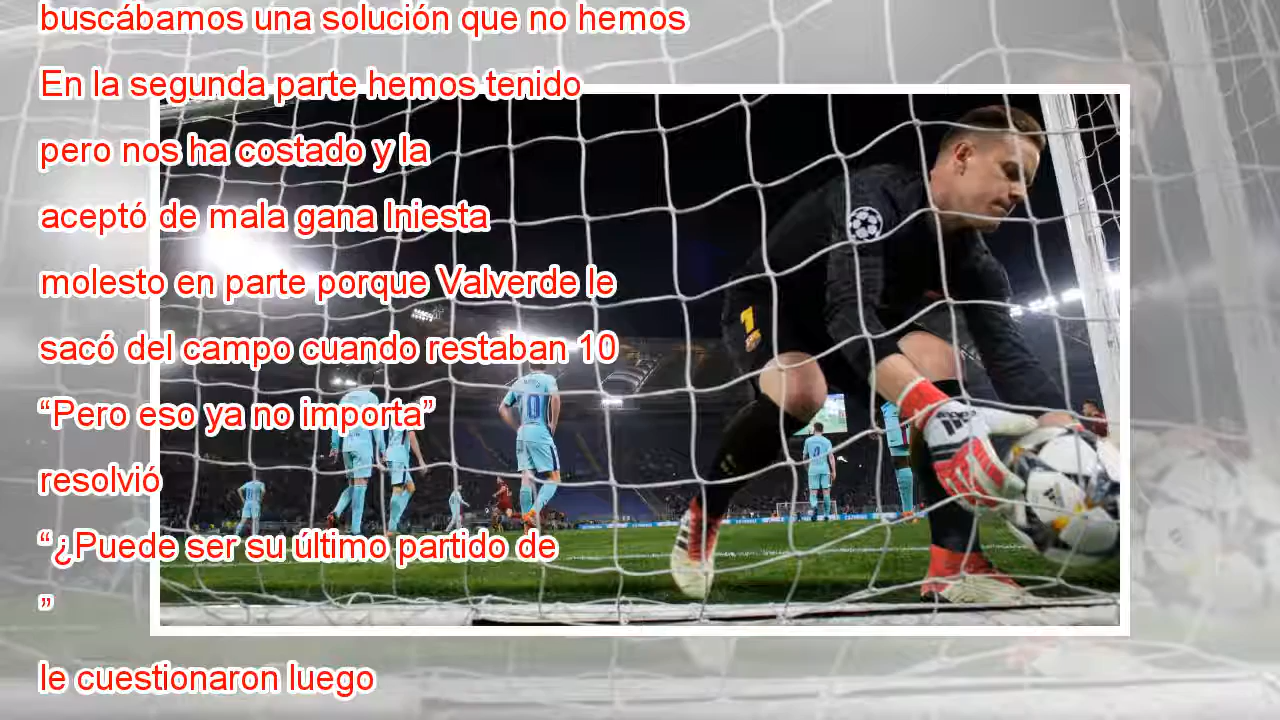 buscábamos una solución que no hemos
En la segunda parte hemos tenido
pero nos ha costado y la
aceptó de mala gana Iniesta
molesto en parte porque Valverde le
sacó del campo cuando restaban 10
“Pero eso ya no importa”
resolvió
“¿Puede ser su último partido de
”
le cuestionaron luego
1